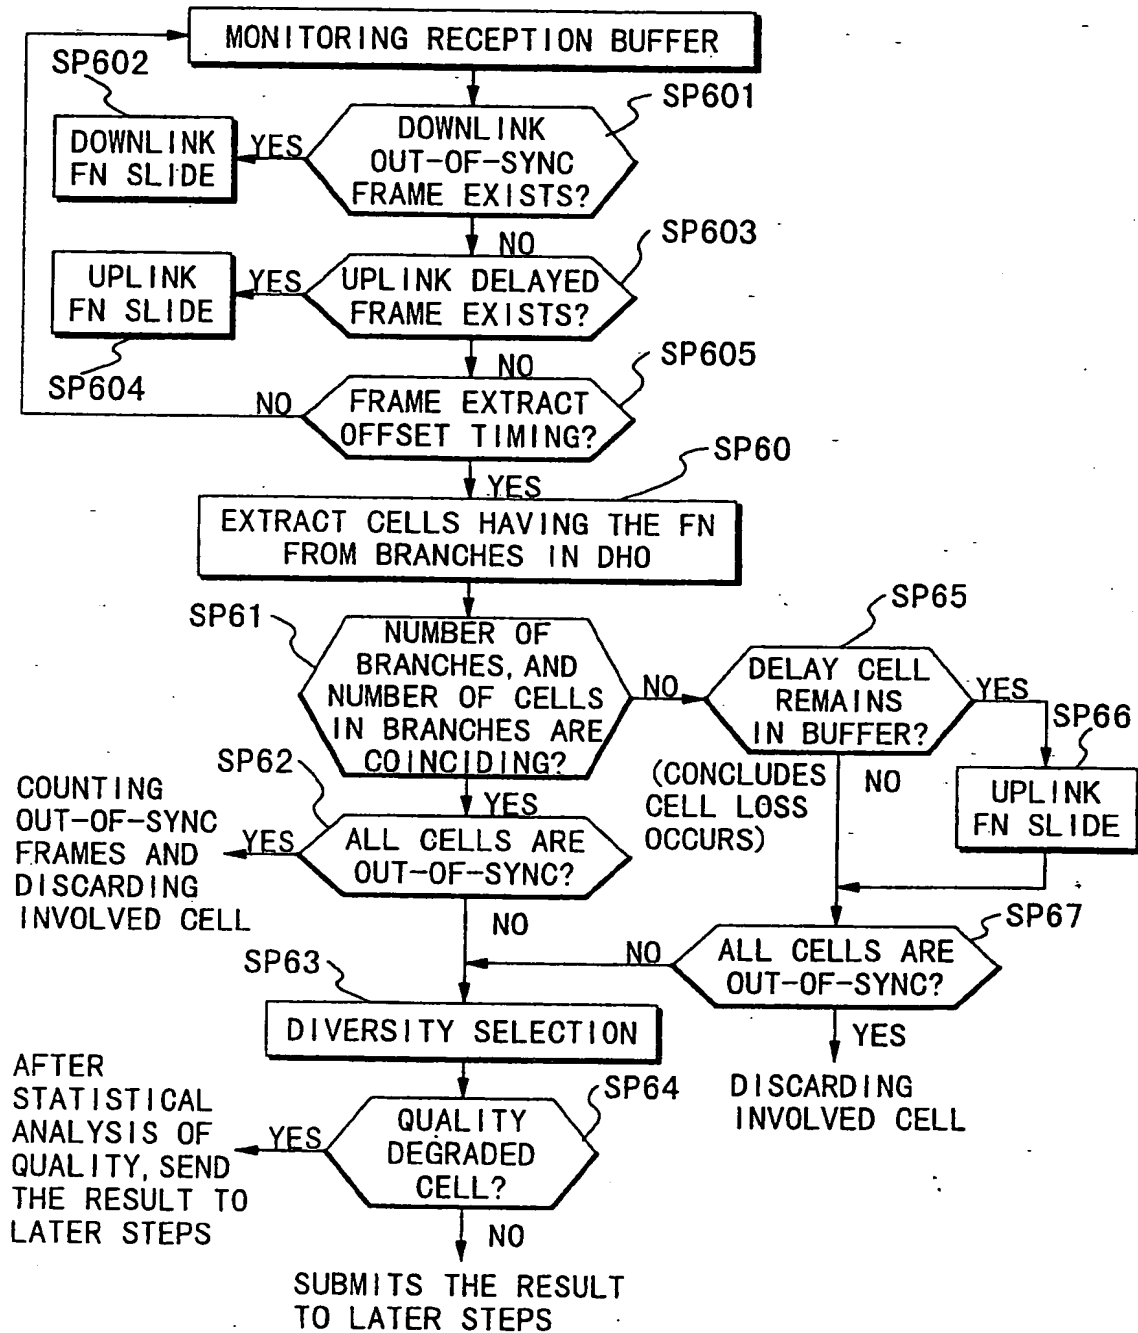 MONITORING RECEPTION BUFFER
SP602
SP601
DOWNLINK
FN SLIDE
YES
DOWNLINK
OUT-OF-SYNC
FRAME EXISTS?
NO
SP603
UPLINK
FN SLIDE
YES
UPLINK DELAYED
FRAME EXISTS?
SP604
NO
SP605
NO
FRAME EXTRACT
OFFSET TIMING?
YES
SP60
EXTRACT CELLS HAVING THE FN
FROM BRANCHES IN DHO
SP61
NUMBER OF
BRANCHES, AND
NUMBER OF CELLS
IN BRANCHES ARE
COINCIDING?
NO
SP65
DELAY CELL
REMAINS
IN BUFFER?
YES
SP66
UPLINK
FN SLIDE
(CONCLUDES
CELL LOSS
OCCURS)
NO
SP62
YES
COUNTING
OUT-OF-SYNC
FRAMES AND
DISCARDING
INVOLVED CELL
YES
ALL CELLS ARE
OUT-OF-SYNC?
NO
SP67
NO
ALL CELLS ARE
OUT-OF-SYNC?
YES
DISCARDING
INVOLVED CELL
SP63
DIVERSITY SELECTION
SP64
AFTER
STATISTICAL
ANALYSIS OF
QUALITY, SEND
THE RESULT TO
LATER STEPS
YES
QUALITY
DEGRADED
CELL?
NO
SUBMITS THE RESULT
TO LATER STEPS